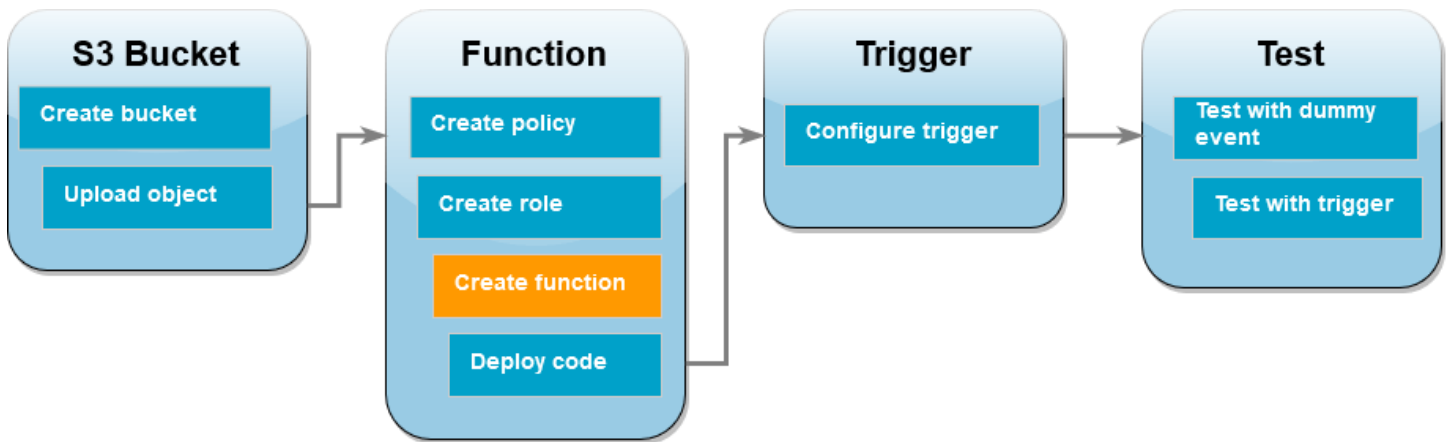 S3 Bucket
Create bucket
Upload object
Function
Create policy
Create role
Create function
Deploy code
Trigger
Configure trigger
Test
Test with dummy
event
Test with trigger